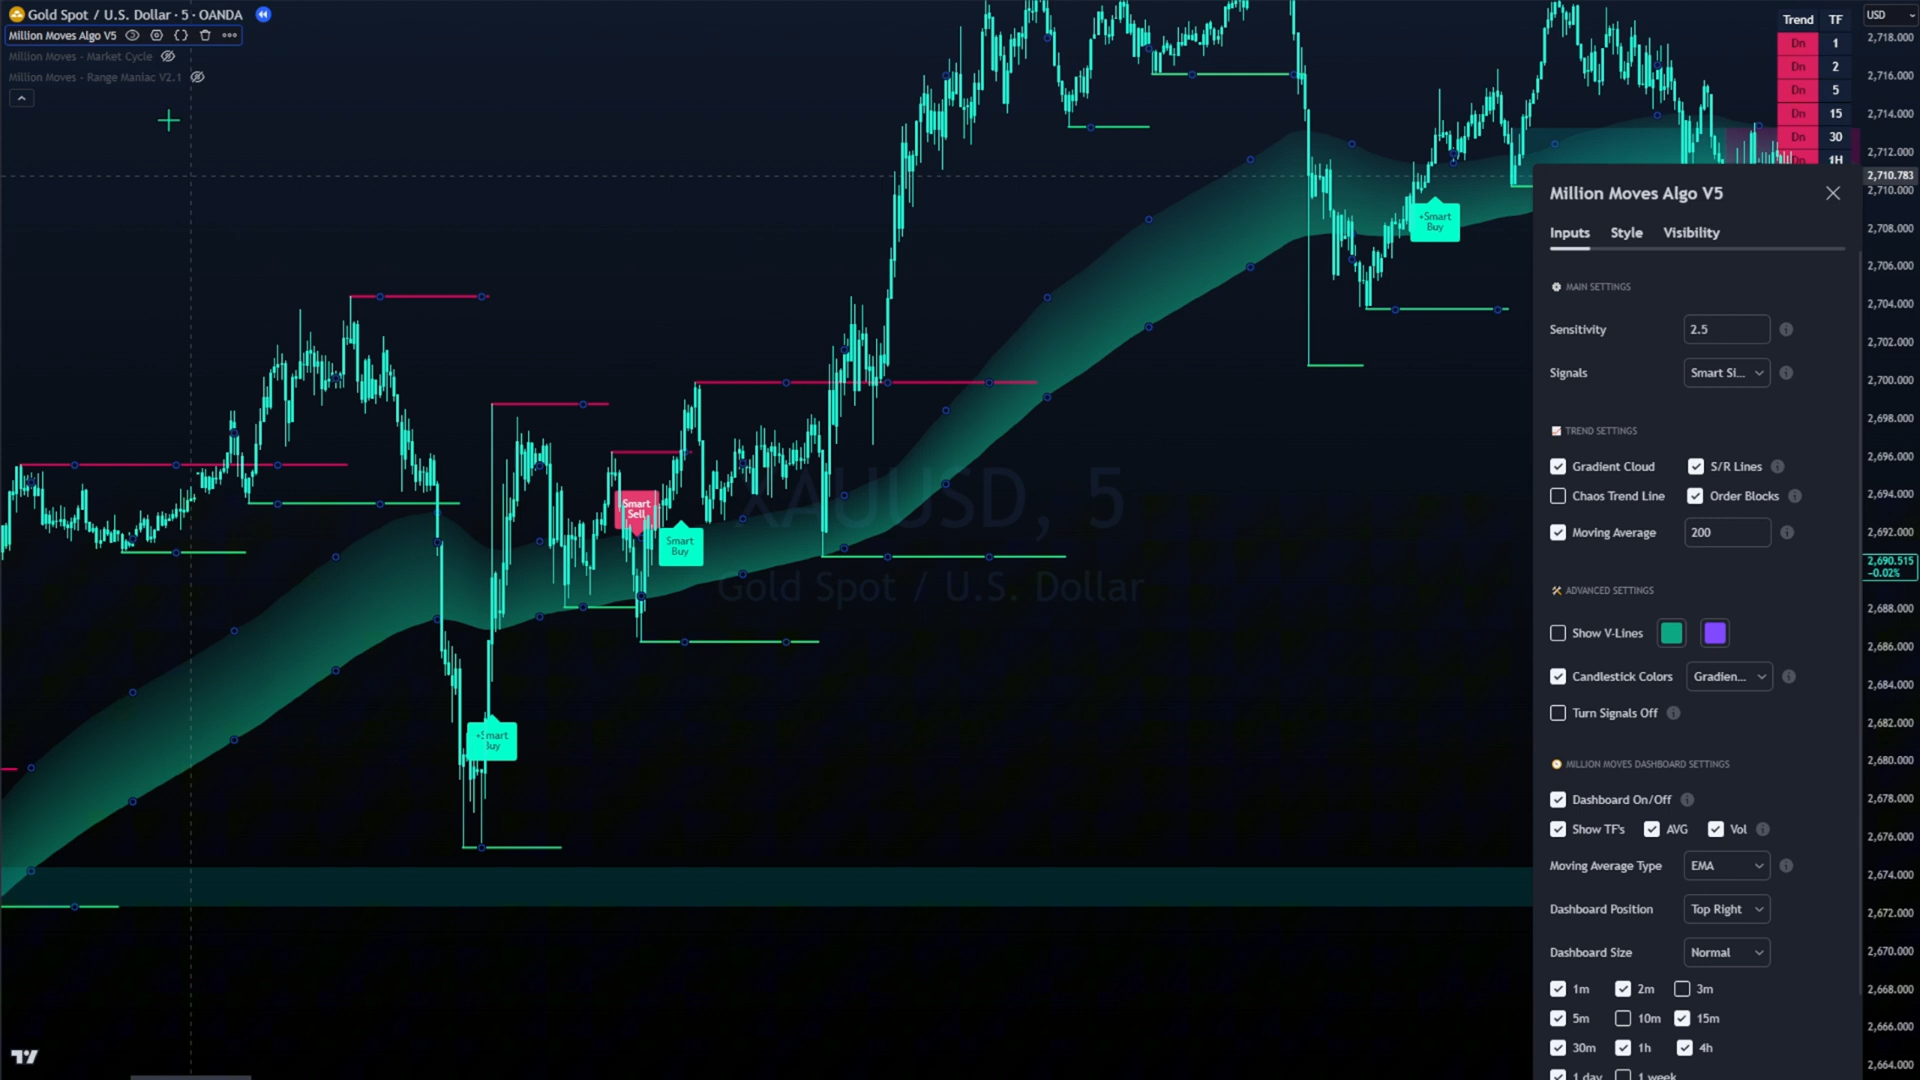 Gold Spot / U.S. Dollar · 5 · OANDA
Million Moves Algo V5
Million Moves - Market Cycle
Million Moves - Range Maniac V2.1
Trend TF
Dn 1
Dn 2
Dn 5
Dn 15
Dn 30
Dn 1H
USD
2,718.000
2,716.000
2,714.000
2,712.000
2,710.783
2,710.000
2,708.000
2,706.000
2,704.000
2,702.000
2,700.000
2,698.000
2,696.000
2,694.000
2,692.000
2,690.515
−0.02%
2,688.000
2,686.000
2,684.000
2,682.000
2,680.000
2,678.000
2,676.000
2,674.000
2,672.000
2,670.000
2,668.000
2,666.000
2,664.000
+Smart
Buy
Smart
Sell
Smart
Buy
+Smart
Buy
XAUUSD, 5
Gold Spot / U.S. Dollar
Million Moves Algo V5
Inputs Style Visibility
MAIN SETTINGS
Sensitivity 2.5
Signals Smart Si...
TREND SETTINGS
Gradient Cloud S/R Lines
Chaos Trend Line Order Blocks
Moving Average 200
ADVANCED SETTINGS
Show V-Lines
Candlestick Colors Gradien...
Turn Signals Off
MILLION MOVES DASHBOARD SETTINGS
Dashboard On/Off
Show TF's AVG Vol
Moving Average Type EMA
Dashboard Position Top Right
Dashboard Size Normal
1m 2m 3m
5m 10m 15m
30m 1h 4h
1 day 1 week